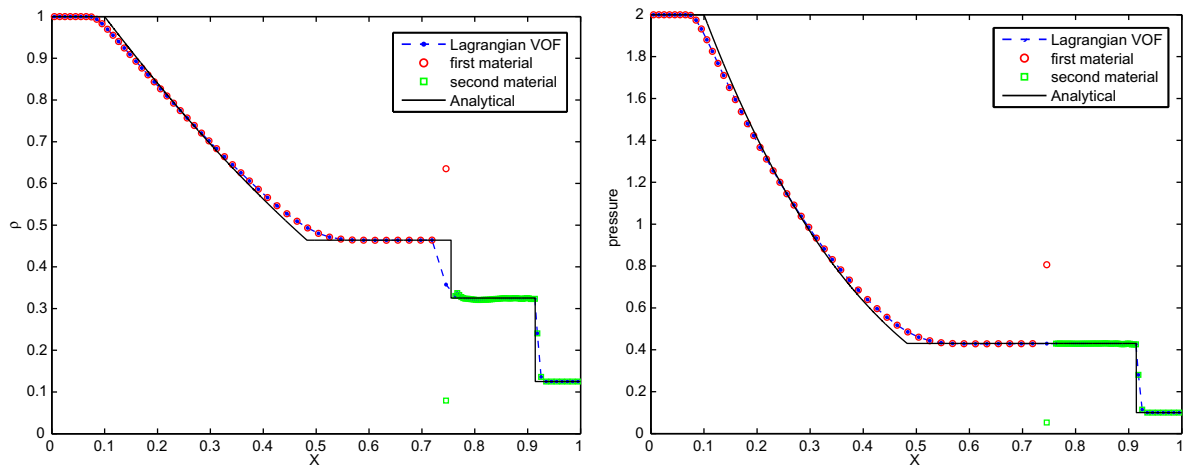 1
0.9
0.8
0.7
0.6
0.5
0.4
0.3
0.2
0.1
0
ρ
0 0.1 0.2 0.3 0.4 0.5 0.6 0.7 0.8 0.9 1
X
Lagrangian VOF
first material
second material
Analytical
2
1.8
1.6
1.4
1.2
1
0.8
0.6
0.4
0.2
0
pressure
0 0.1 0.2 0.3 0.4 0.5 0.6 0.7 0.8 0.9 1
X
Lagrangian VOF
first material
second material
Analytical